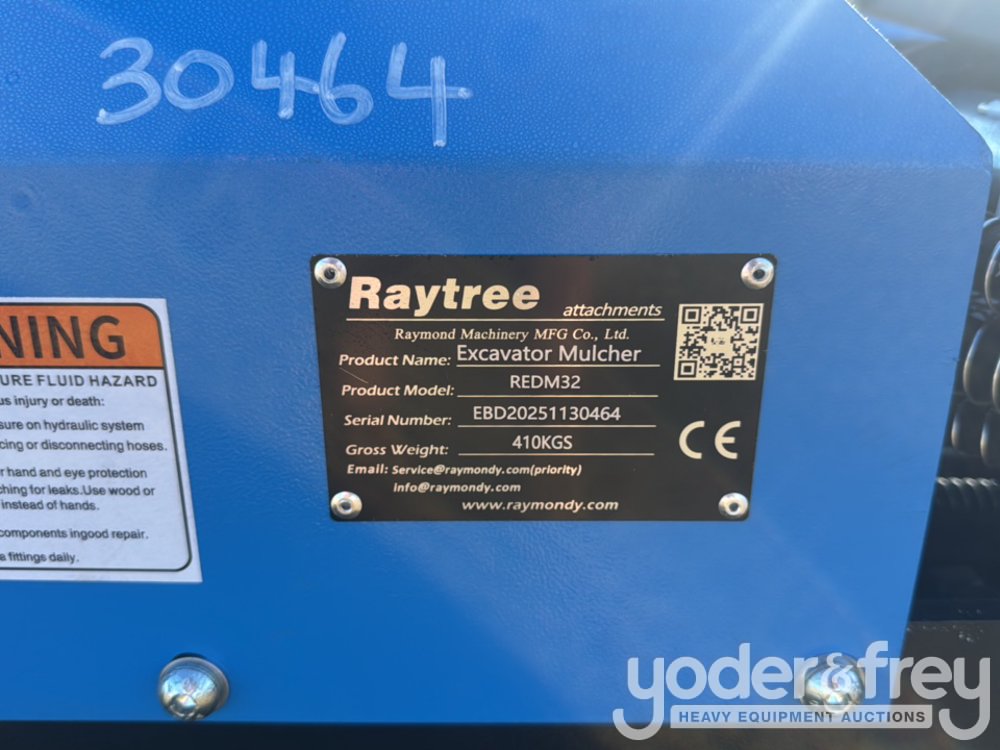 30464
NING
URE FLUID HAZARD
us injury or death:
sure on hydraulic system
cing or disconnecting hoses.
r hand and eye protection
ching for leaks.Use wood or
instead of hands.
components ingood repair.
fittings daily.
Raytree attachments
Raymond Machinery MFG Co., Ltd.
Product Name: Excavator Mulcher
Product Model: REDM32
Serial Number: EBD20251130464
Gross Weight: 410KGS
Email: Service@raymondy.com(priority)
info@raymondy.com
www.raymondy.com
CE
yoder&frey
HEAVY EQUIPMENT AUCTIONS